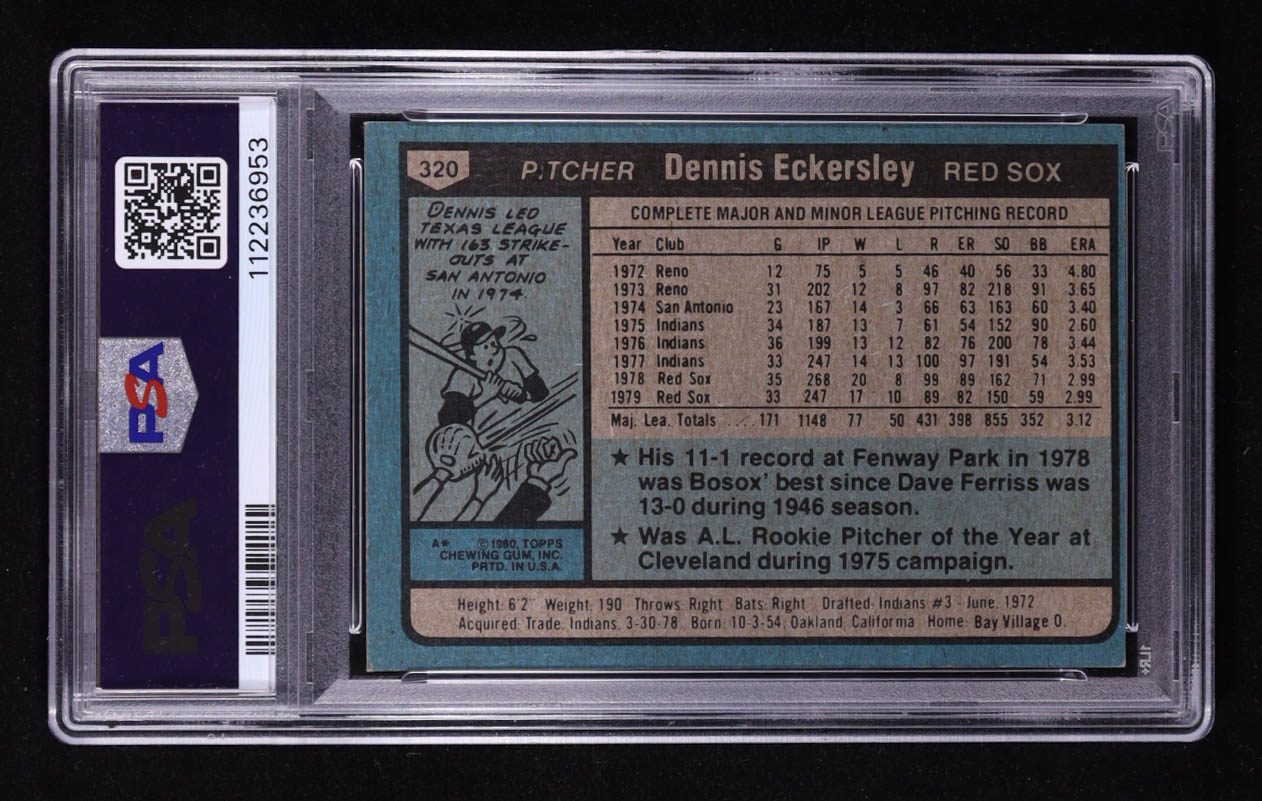 112236953
PSA
PSA
320 PITCHER Dennis Eckersley RED SOX
DENNIS LED
TEXAS LEAGUE
WITH 163 STRIKE-
OUTS AT
SAN ANTONIO
IN 1974.
A* ©1980, TOPPS
CHEWING GUM, INC.
PRTD. IN U.S.A.
COMPLETE MAJOR AND MINOR LEAGUE PITCHING RECORD
Year Club G IP W L R ER SO BB ERA
1972 Reno 12 75 5 5 46 40 56 33 4.80
1973 Reno 31 202 12 8 97 82 218 91 3.65
1974 San Antonio 23 167 14 3 66 63 163 60 3.40
1975 Indians 34 187 13 7 61 54 152 90 2.60
1976 Indians 36 199 13 12 82 76 200 78 3.44
1977 Indians 33 247 14 13 100 97 191 54 3.53
1978 Red Sox 35 268 20 8 99 89 162 71 2.99
1979 Red Sox 33 247 17 10 89 82 150 59 2.99
Maj. Lea. Totals .... 171 1148 77 50 431 398 855 352 3.12
★ His 11-1 record at Fenway Park in 1978
was Bosox' best since Dave Ferriss was
13-0 during 1946 season.
★ Was A.L. Rookie Pitcher of the Year at
Cleveland during 1975 campaign.
Height: 6'2" Weight: 190 Throws: Right Bats: Right Drafted: Indians #3 - June, 1972
Acquired: Trade, Indians, 3-30-78 Born: 10-3-54, Oakland, California Home: Bay Village O.
PSA
1LR+